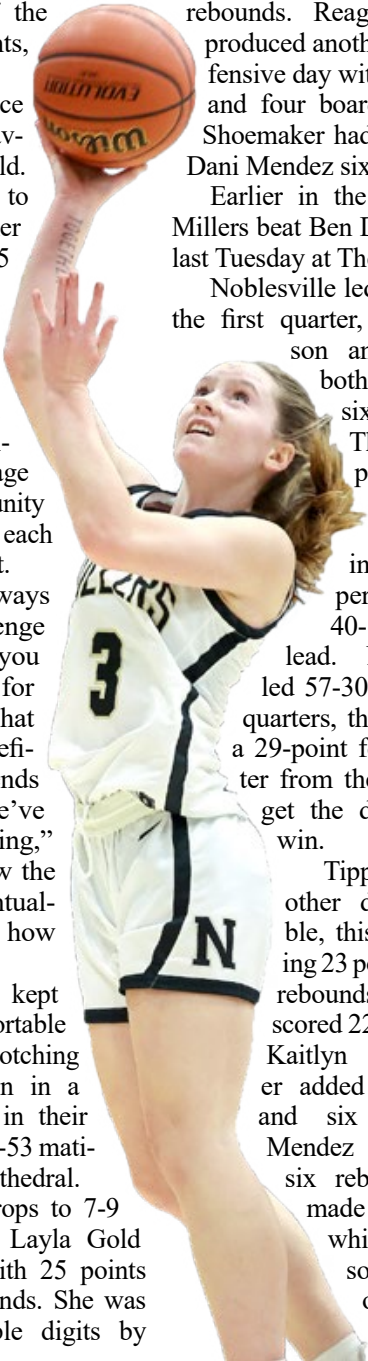 the
nts,
ce
av-
ld.
to
er
5
age
unity
each
t.
ways
enge
you
for
hat
efi-
nds
e've
ing,”
w the
ntual-
how
kept
ortable
otching
n in a
in their
-53 mati-
thedral.
rops to 7-9
Layla Gold
ith 25 points
nds. She was
ble digits by
EVOLUTION
Wilson
TOGETHE
LLERS
3
N
rebounds. Reag
produced anoth
fensive day wit
and four boar
Shoemaker had
Dani Mendez six
Earlier in the
Millers beat Ben D
last Tuesday at The
Noblesville led
the first quarter,
son an
both
six
Th
p
in
per
40-
lead.
led 57-30
quarters, th
a 29-point f
ter from the
get the d
win.
Tipp
other d
ble, this
ing 23 po
rebounds
scored 22
Kaitlyn
er added
and six
Mendez
six reb
made
whi
so